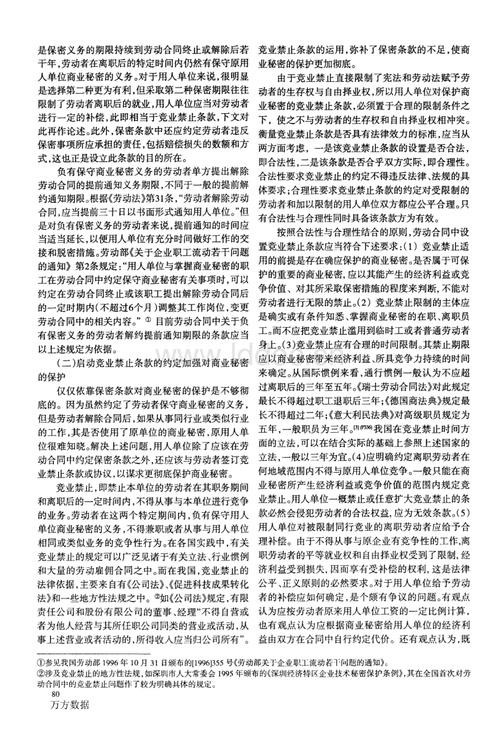 是保密义务的期限持续到劳动合同终止或解除后若
干年,劳动者在离职后的特定时间内仍然有保守原用
人单位商业秘密的义务。对于用人单位来说,很明显
是选择第二种更为有利,但采取第二种保密期限往往
限制了劳动者离职后的就业,用人单位应当对劳动者
进行一定的补偿,此即相当于竞业禁止条款,下文对
此再作论述。此外,保密条款中还应约定劳动者违反
保密事项所应承担的责任,包括赔偿损失的数额和方
式,这也正是设立此条款的目的所在。
负有保守商业秘密义务的劳动者单方提出解除
劳动合同的提前通知义务期限,不同于一般的提前解
约通知期限。根据《劳动法》第31条,“劳动者解除劳动
合同,应当提前三十日以书面形式通知用人单位。”但
是对负有保密义务的劳动者来说,提前通知的时间应
当适当延长,以便用人单位有充分时间做好工作的交
接和脱密措施。劳动部《关于企业职工流动若干问题
的通知》第2条规定:“用人单位与掌握商业秘密的职
工在劳动合同中约定保守商业秘密有关事项时,可以
约定在劳动合同终止前或该职工提出解除劳动合同后
的一定时期内(不超过6个月)调整其工作岗位,变更
劳动合同中的相关内容。”① 目前劳动合同中关于负
有保密义务的劳动者解约提前通知期限的条款应当
以上述规定为依据。
(二)启动竞业禁止条款的约定加强对商业秘密
的保护
仅仅依靠保密条款对商业秘密的保护是不够彻
底的。因为虽然约定了劳动者保守商业秘密的义务,
但是劳动者解除合同后,如果从事同行业或类似行业
的工作,其是否使用了原单位的商业秘密,原用人单
位很难知晓。解决上述问题,用人单位除了应该在劳
动合同中约定保密条款之外,还应该与劳动者签订竞
业禁止条款或协议,以谋求更彻底保护商业秘密。
竞业禁止,即禁止本单位的劳动者在其职务期间
和离职后的一定时间内,不得从事与本单位进行竞争
的业务。劳动者在这两个特定期间内,负有保守用人
单位商业秘密的义务,不得兼职或者从事与用人单位
相同或类似业务的竞争性行为。在各国实践中,有关
竞业禁止的规定可以广泛见诸于有关立法、行业惯例
和大量的劳动雇佣合同之中。而在我国,竞业禁止的
法律依据,主要来自有《公司法》、《促进科技成果转化
法》和一些地方性法规之中。②如《公司法》规定,有限
责任公司和股份有限公司的董事、经理“不得自营或
者为他人经营与其所任职公司同类的营业或活动,从
事上述营业或者活动的,所得收入应当归公司所有”。
竞业禁止条款的运用,弥补了保密条款的不足,使商
业秘密的保护更加彻底。
由于竞业禁止直接限制了宪法和劳动法赋予劳
动者的生存权与自由择业权,所以用人单位对保护商
业秘密的竞业禁止条款,必须置于合理的限制条件之
下,使之不与劳动者的生存权和自由择业权相冲突。
衡量竞业禁止条款是否具有法律效力的标准,应当从
两方面考虑,一是该竞业禁止条款的设置是否合法,
即合法性,二是该条款是否合乎双方实际,即合理性。
合法性要求竞业禁止的约定不得违反法律、法规的具
体要求;合理性要求竞业禁止条款的约定对受限制的
劳动者和加以限制的用人单位双方都应公平合理。只
有合法性与合理性同时具备该条款方为有效。
按照合法性与合理性结合的原则,劳动合同中设
置竞业禁止条款应当符合下述要求:(1)竞业禁止适
用的前提是存在确应保护的商业秘密。是否属于可保
护的重要的商业秘密,应以其能产生的经济利益或竞
争价值、对其所采取保密措施的程度来判断,不能对
劳动者进行无限的禁止。(2)竞业禁止限制的主体应
是确实或有条件知悉、掌握商业秘密的在职、离职员
工。而不应把竞业禁止滥用到临时工或者普通劳动者
身上。(3)竞业禁止应有合理的时间限制。其禁止期限
应以商业秘密带来经济利益、所具竞争力持续的时间
来确定。从国际惯例来看,通行惯例一般认为不应超
过离职后的三年至五年。《瑞士劳动合同法》对此规定
最长不得超过职工退职后三年;《德国商法典》规定最
长不得超过二年;《意大利民法典》对高级职员规定为
五年,一般职员为三年。我国在竞业禁止时间方
面的立法,可以在结合实际的基础上参照上述国家的
立法,一般以三年为宜。(4)应明确约定离职劳动者在
何地域范围内不得与原用人单位竞争。一般只能在商
业秘密所产生经济利益或竞争价值的范围内规定竞
业禁止。用人单位一概禁止或任意扩大竞业禁止的条
款必然会侵犯劳动者的合法权益,应为无效条款。(5)
用人单位对被限制同行竞业的离职劳动者应给予合
理补偿。由于不得从事与原企业有竞争性的工作,离
职劳动者的平等就业权和自由择业权受到了限制,经
济利益受到损失,因而享有受补偿的权利,这是法律
公平、正义原则的必然要求。对于用人单位给予劳动
者的补偿应如何确定,是个颇有争议的问题。有观点
认为应按劳动者原来用人单位工资的一定比例计算,
也有观点认为应根据商业秘密给用人单位的经济利
益由双方在合同中自行约定代价。还有观点认为,既
①参见我国劳动部1996年10月31日颁布的[1996]355号《劳动部关于企业职工流动若干问题的通知》。
②涉及竞业禁止的地方性法规,如深圳市人大常委会1995年颁布的《深圳经济特区企业技术秘密保护条例》,其在全国首次对劳
动合同中的竞业禁止问题作了较为明确具体的规定。
80
万方数据